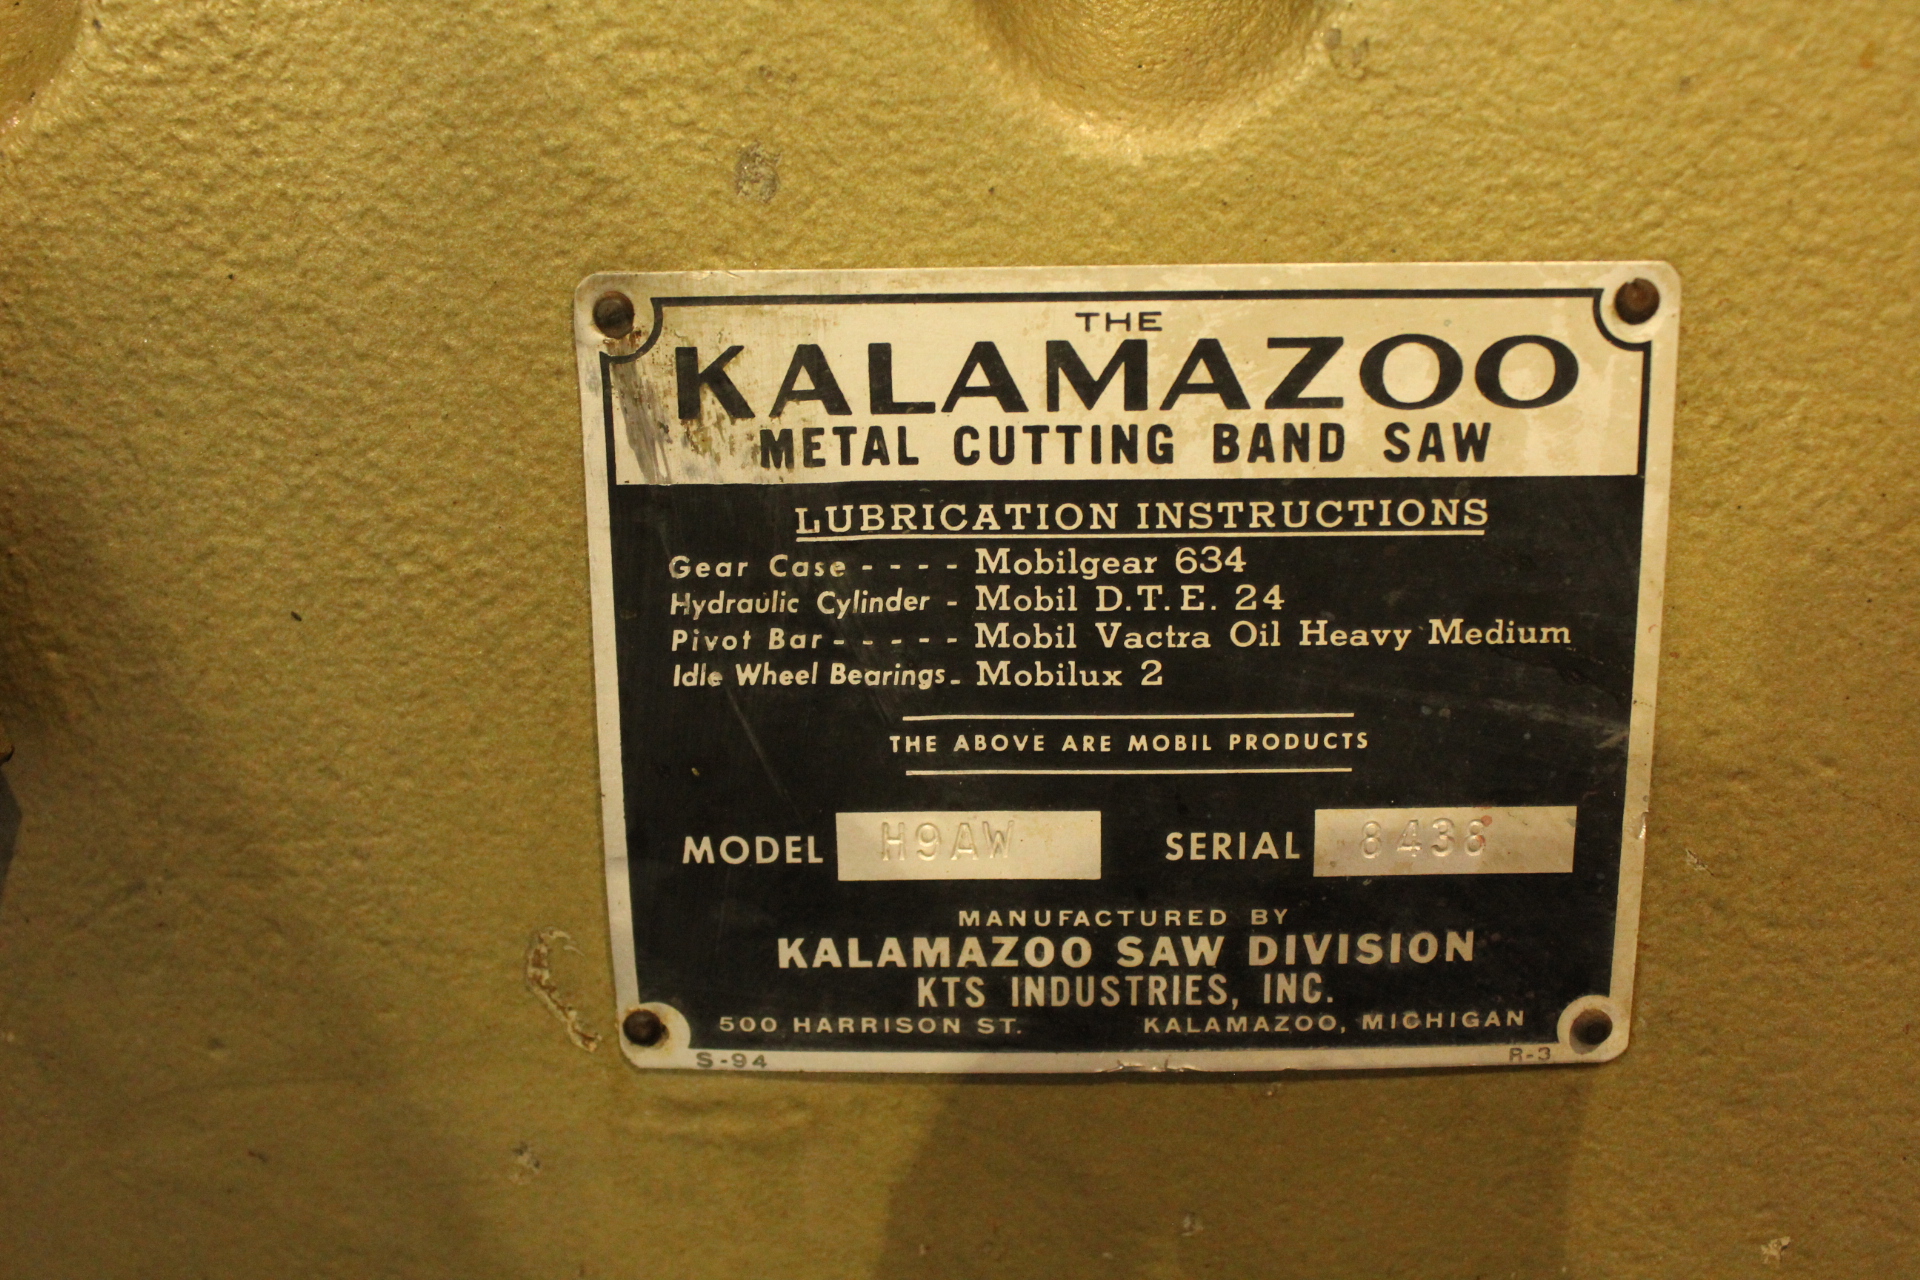 THE
KALAMAZOO
METAL CUTTING BAND SAW
LUBRICATION INSTRUCTIONS
Gear Case - - - - Mobilgear 634
Hydraulic Cylinder - Mobil D.T.E. 24
Pivot Bar - - - - - Mobil Vactra Oil Heavy Medium
Idle Wheel Bearings - Mobilux 2
THE ABOVE ARE MOBIL PRODUCTS
MODEL H9AW SERIAL 8438
MANUFACTURED BY
KALAMAZOO SAW DIVISION
KTS INDUSTRIES, INC.
500 HARRISON ST. KALAMAZOO, MICHIGAN
S-94 R-3